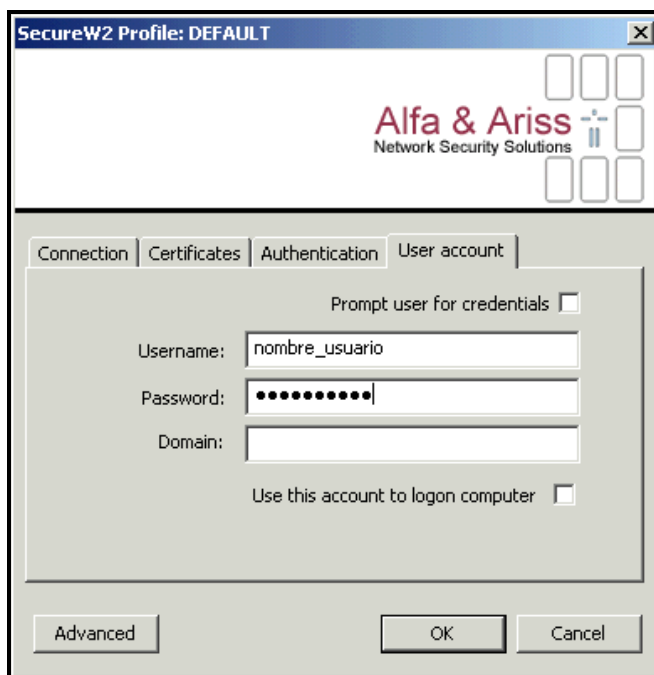 SecureW2 Profile: DEFAULT
Alfa & Ariss
Network Security Solutions
Connection Certificates Authentication User account
Prompt user for credentials
Username: nombre_usuario
Password: ●●●●●●●●●●
Domain:
Use this account to logon computer
Advanced OK Cancel